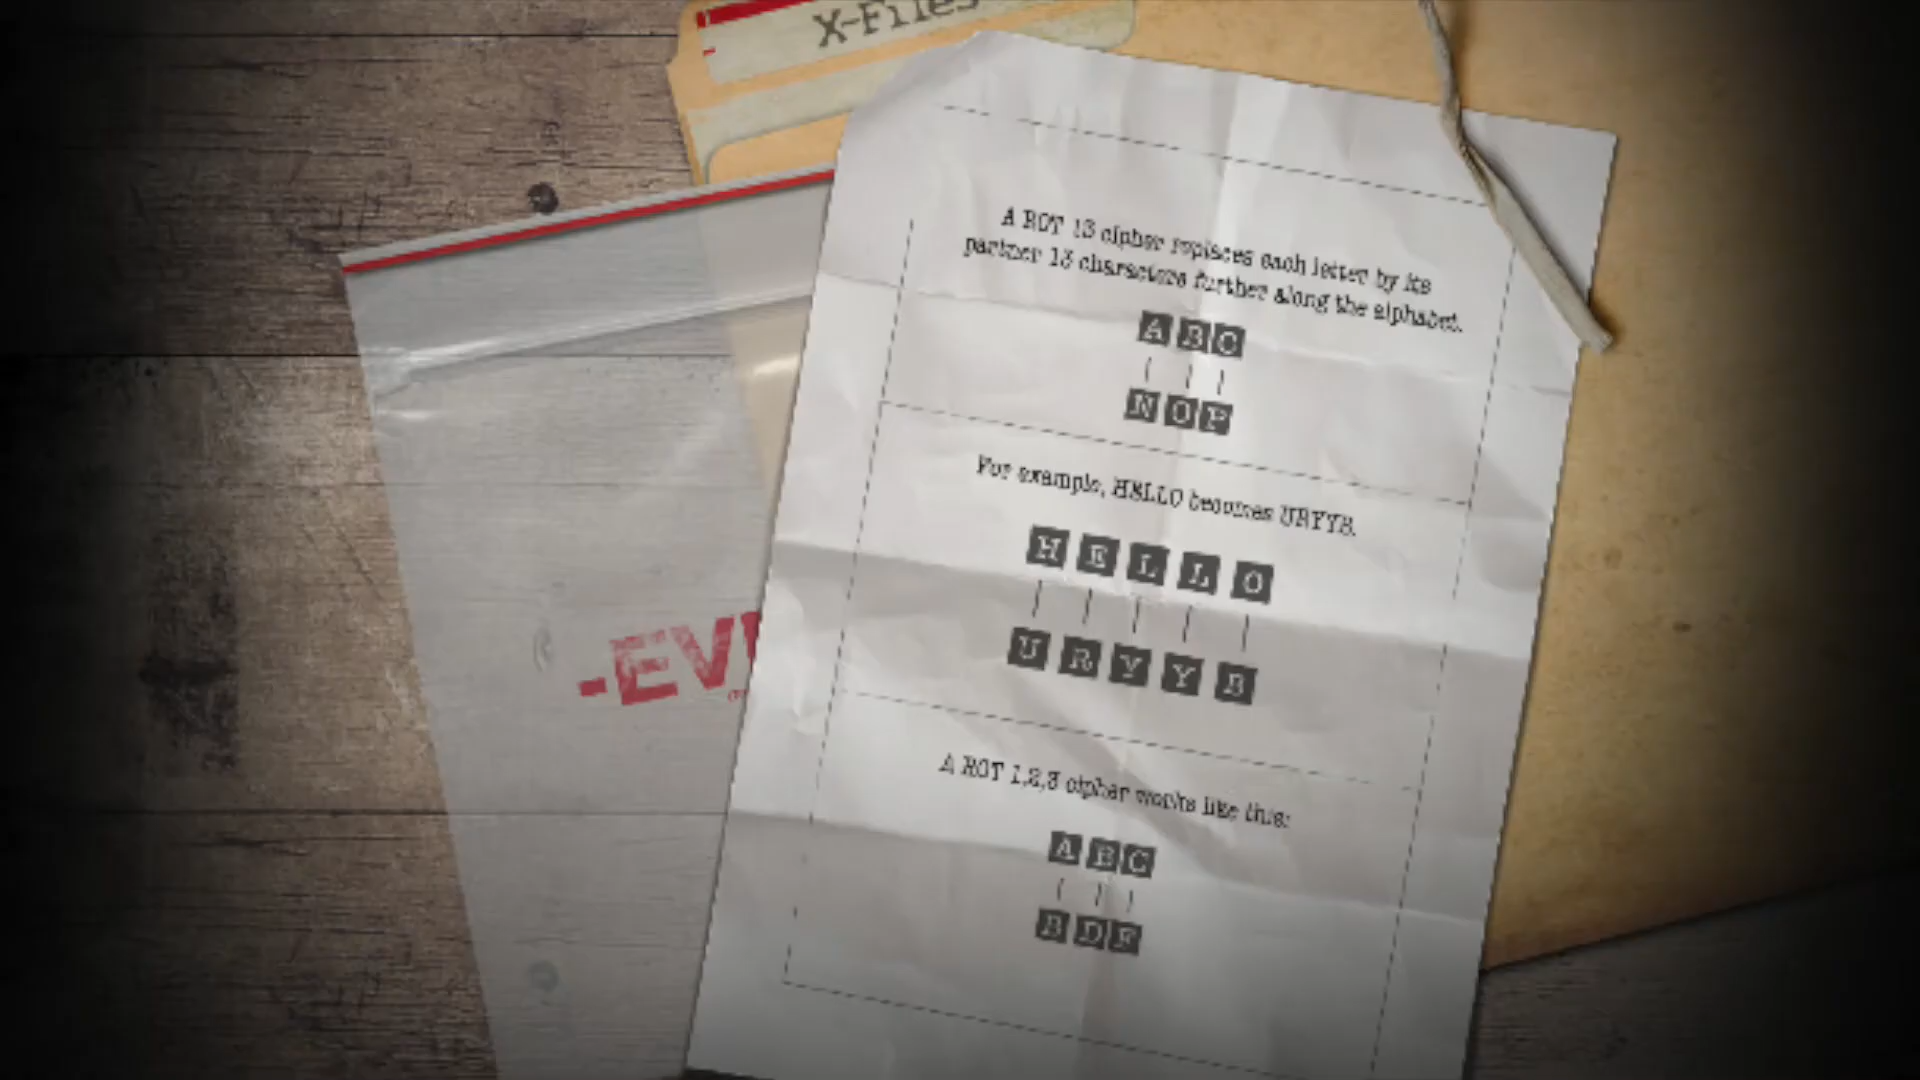 X-Files
A ROT 13 cipher replaces each letter by its
partner 13 characters further along the alphabet.
A B C
N O P
For example, HELLO becomes URYYB.
H E L L O
U R Y Y B
-EV
A ROT 1,2,3 cipher works like this:
A B C
B D F